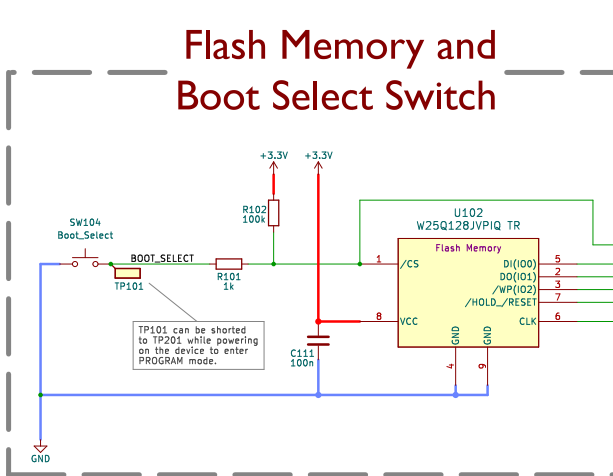 Flash Memory and
Boot Select Switch
+3.3V
+3.3V
R102
100k
SW104
Boot_Select
BOOT_SELECT
TP101
R101
1k
TP101 can be shorted
to TP201 while powering
on the device to enter
PROGRAM mode.
C111
100n
U102
W25Q128JVPIQ TR
Flash Memory
1
/CS
8
VCC
DI(IO0)
5
DO(IO1)
2
/WP(IO2)
3
/HOLD_/RESET
7
CLK
6
GND
4
GND
9
GND